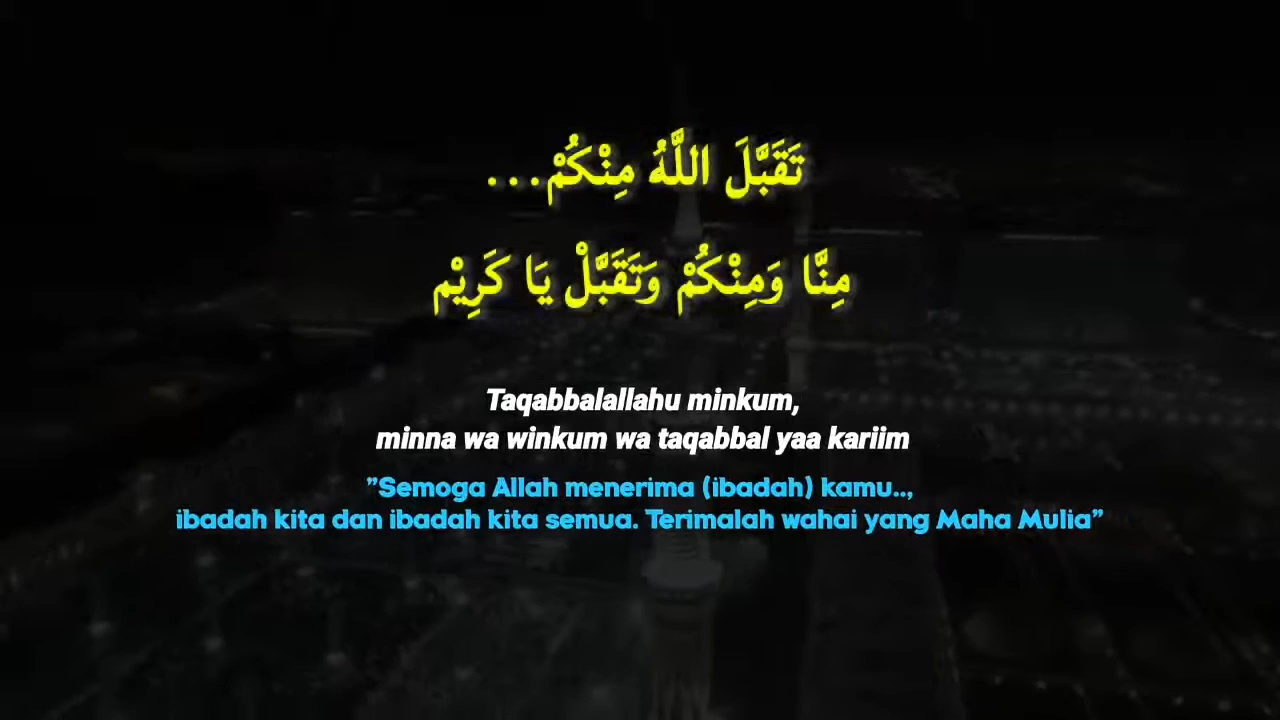 تَقَبَّلَ اللَّهُ مِنْكُمْ...
مِنَّا وَمِنْكُمْ وَتَقَبَّلْ يَا كَرِيْم
Taqabbalallahu minkum,
minna wa winkum wa taqabbal yaa kariim
”Semoga Allah menerima (ibadah) kamu..,
ibadah kita dan ibadah kita semua. Terimalah wahai yang Maha Mulia”